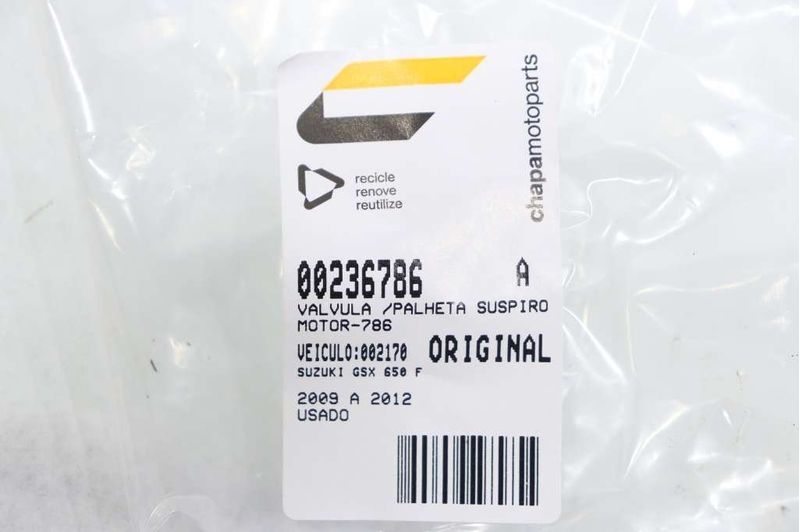 chapamotoparts
recicle
renove
reutilize
00236786 A
VALVULA /PALHETA SUSPIRO
MOTOR-786
VEICULO:002170 ORIGINAL
SUZUKI GSX 650 F
2009 A 2012
USADO